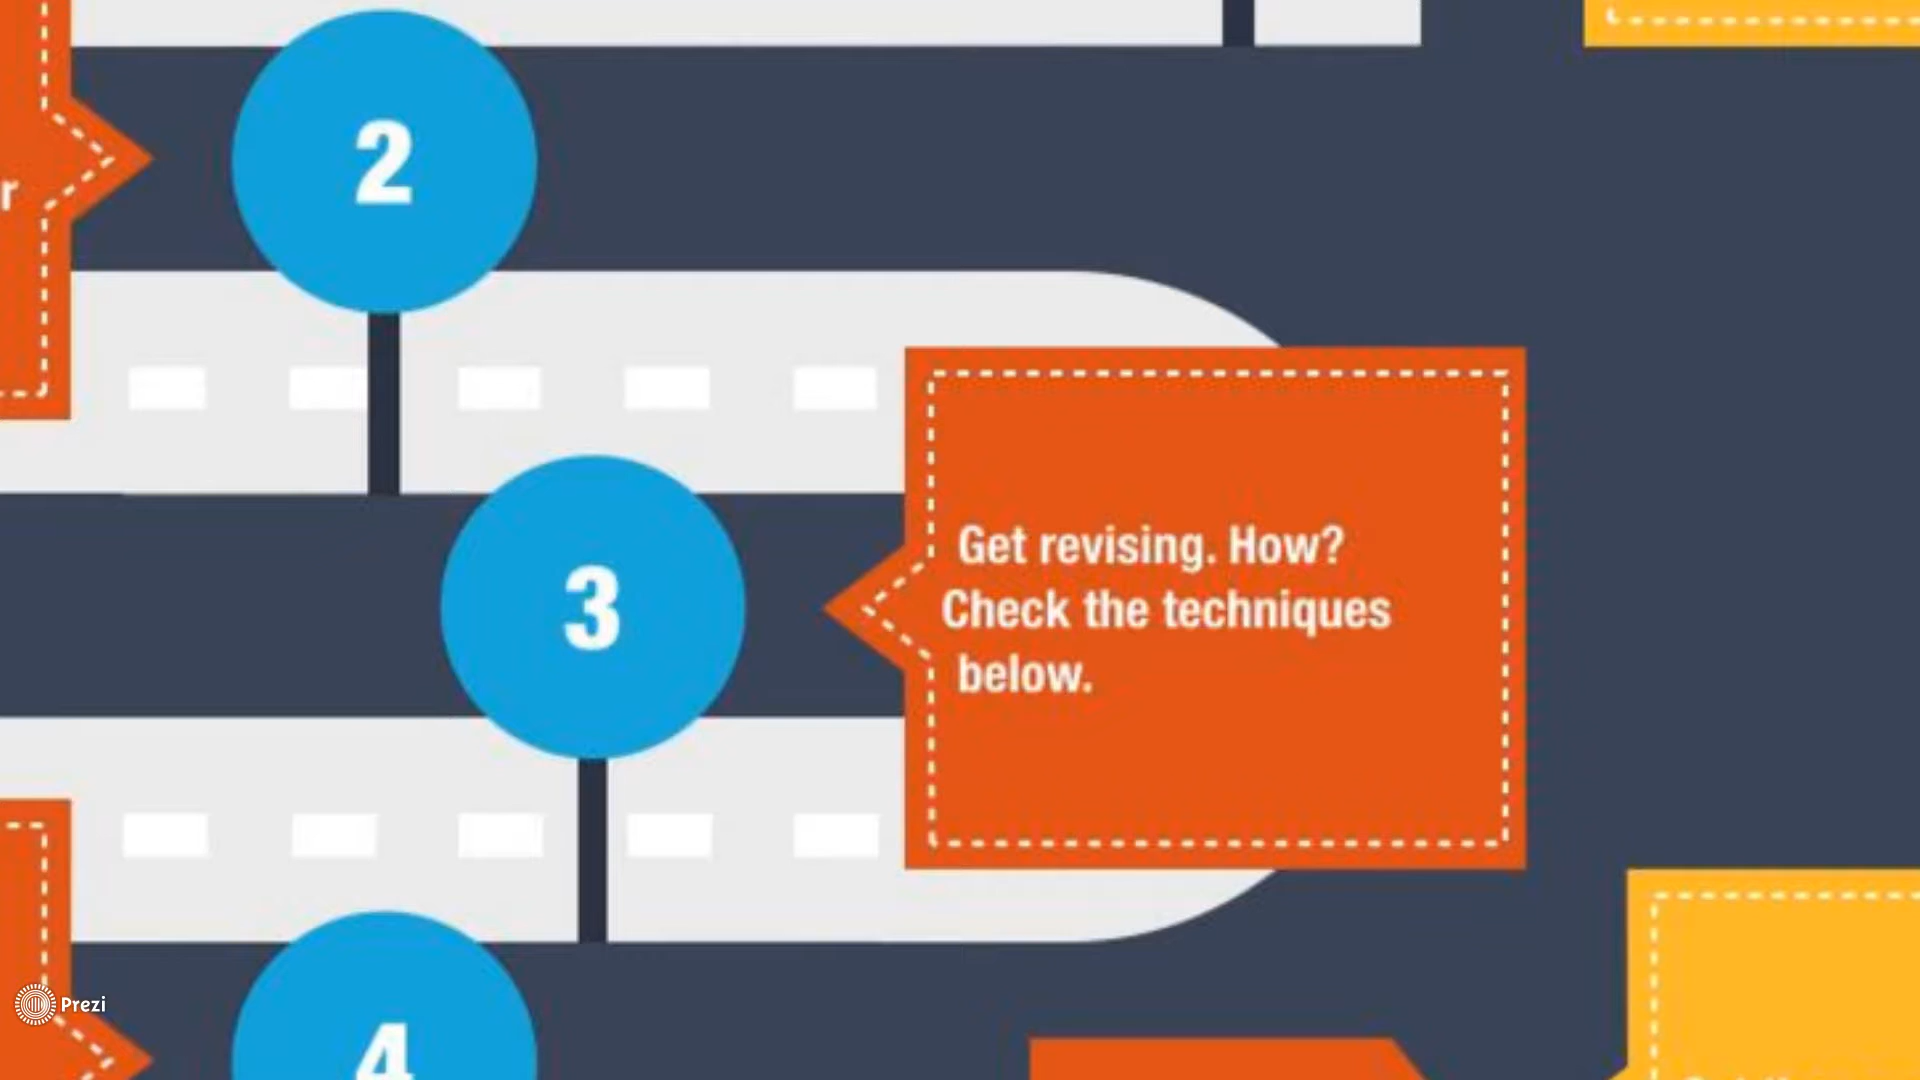 2
r
3
Get revising. How?
Check the techniques
below.
4
Prezi